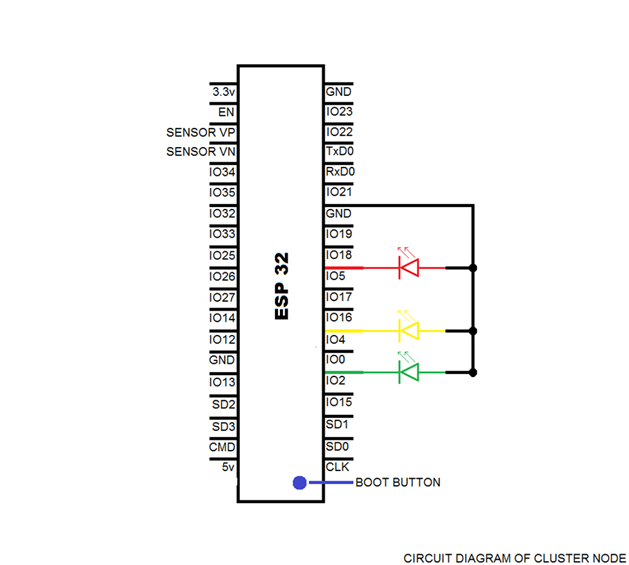 3.3v
EN
SENSOR VP
SENSOR VN
IO34
IO35
IO32
IO33
IO25
IO26
IO27
IO14
IO12
GND
IO13
SD2
SD3
CMD
5v
ESP 32
GND
IO23
IO22
TxD0
RxD0
IO21
GND
IO19
IO18
IO5
IO17
IO16
IO4
IO0
IO2
IO15
SD1
SD0
CLK
BOOT BUTTON
CIRCUIT DIAGRAM OF CLUSTER NODE